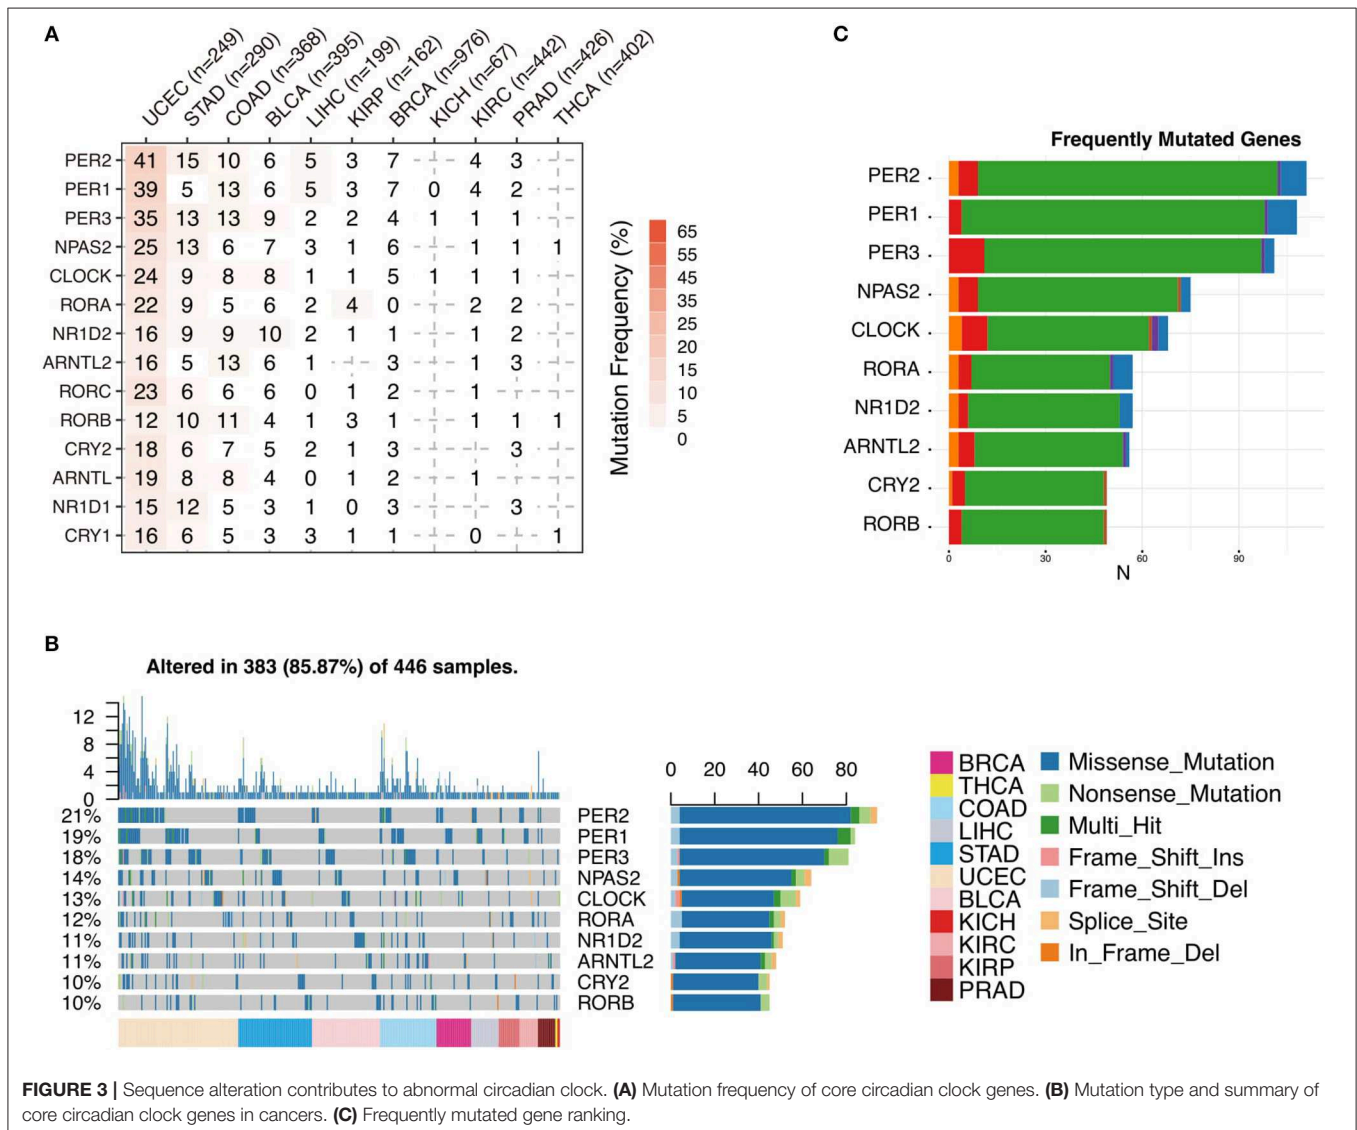 A
UCEC (n=249)
STAD (n=290)
COAD (n=368)
BLCA (n=395)
LIHC (n=199)
KIRP (n=162)
BRCA (n=976)
KICH (n=67)
KIRC (n=442)
PRAD (n=426)
THCA (n=402)
PER2 41 15 10 6 5 3 7 4 3
PER1 39 5 13 6 5 3 7 0 4 2
PER3 35 13 13 9 2 2 4 1 1 1
NPAS2 25 13 6 7 3 1 6 1 1 1
CLOCK 24 9 8 8 1 1 5 1 1 1
RORA 22 9 5 6 2 4 0 2 2
NR1D2 16 9 9 10 2 1 1 1 2
ARNTL2 16 5 13 6 1 3 1 3
RORC 23 6 6 6 0 1 2 1
RORB 12 10 11 4 1 3 1 1 1 1
CRY2 18 6 7 5 2 1 3 3
ARNTL 19 8 8 4 0 1 2 1
NR1D1 15 12 5 3 1 0 3 3
CRY1 16 6 5 3 3 1 1 0 1
Mutation Frequency (%)
65
55
45
35
25
20
15
10
5
0
C
Frequently Mutated Genes
PER2
PER1
PER3
NPAS2
CLOCK
RORA
NR1D2
ARNTL2
CRY2
RORB
0 30 60 90
N
B
Altered in 383 (85.87%) of 446 samples.
12
8
4
0
0 20 40 60 80
21% PER2
19% PER1
18% PER3
14% NPAS2
13% CLOCK
12% RORA
11% NR1D2
11% ARNTL2
10% CRY2
10% RORB
BRCA
THCA
COAD
LIHC
STAD
UCEC
BLCA
KICH
KIRC
KIRP
PRAD
Missense_Mutation
Nonsense_Mutation
Multi_Hit
Frame_Shift_Ins
Frame_Shift_Del
Splice_Site
In_Frame_Del
FIGURE 3 | Sequence alteration contributes to abnormal circadian clock. (A) Mutation frequency of core circadian clock genes. (B) Mutation type and summary of
core circadian clock genes in cancers. (C) Frequently mutated gene ranking.